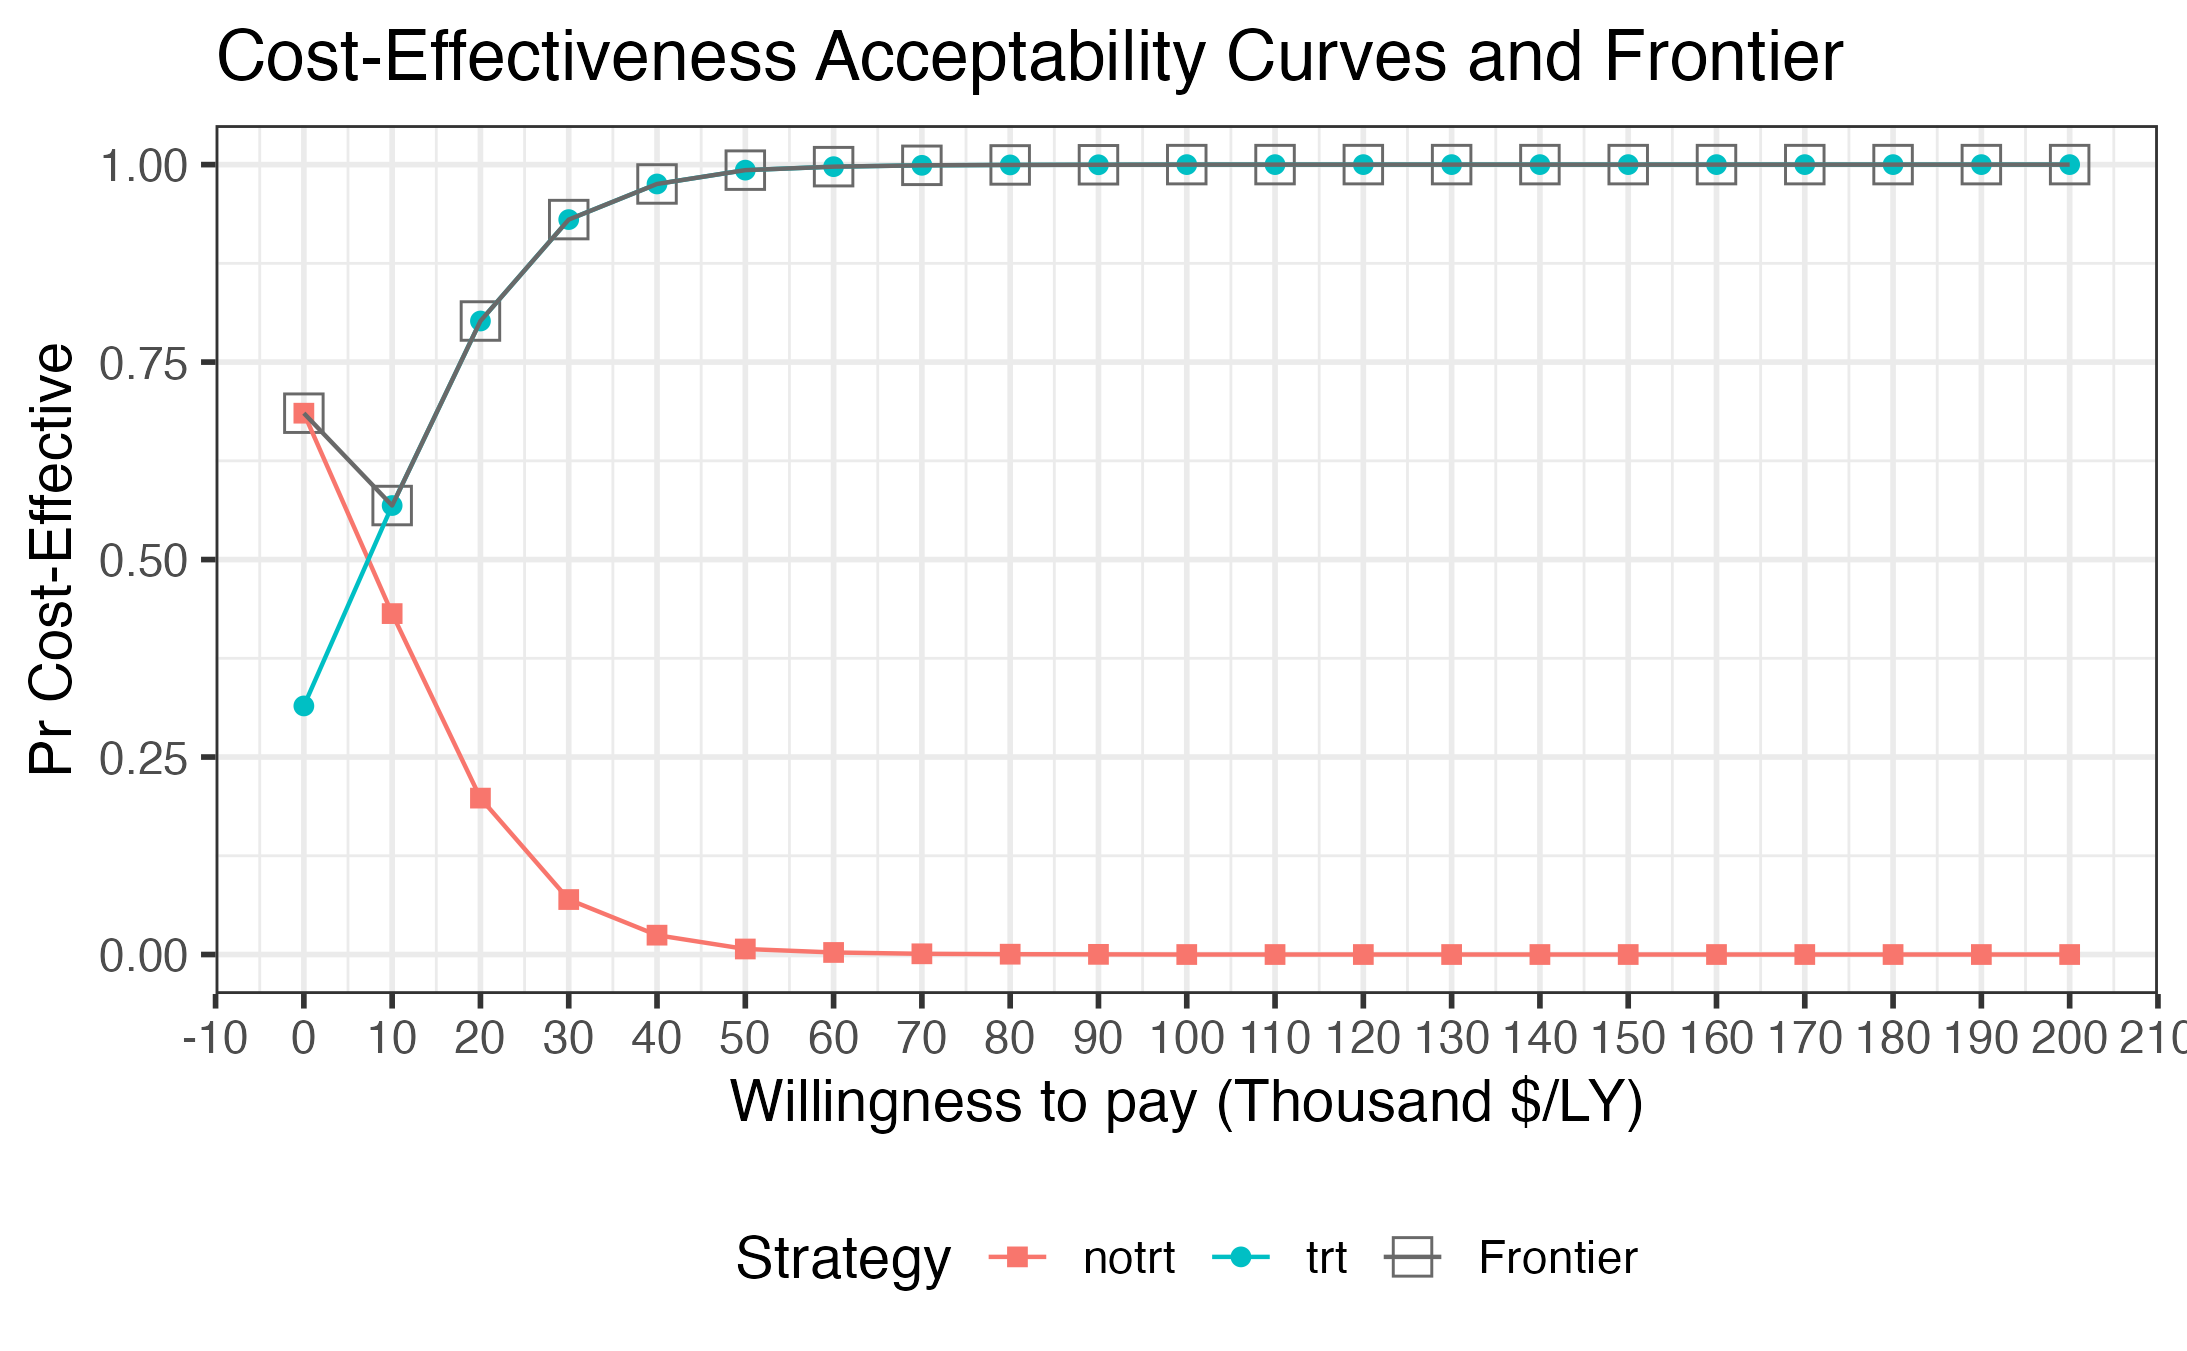 Cost-Effectiveness Acceptability Curves and Frontier
Pr Cost-Effective
1.00
0.75
0.50
0.25
0.00
-10 0 10 20 30 40 50 60 70 80 90 100 110 120 130 140 150 160 170 180 190 200 210
Willingness to pay (Thousand $/LY)
Strategy notrt trt Frontier